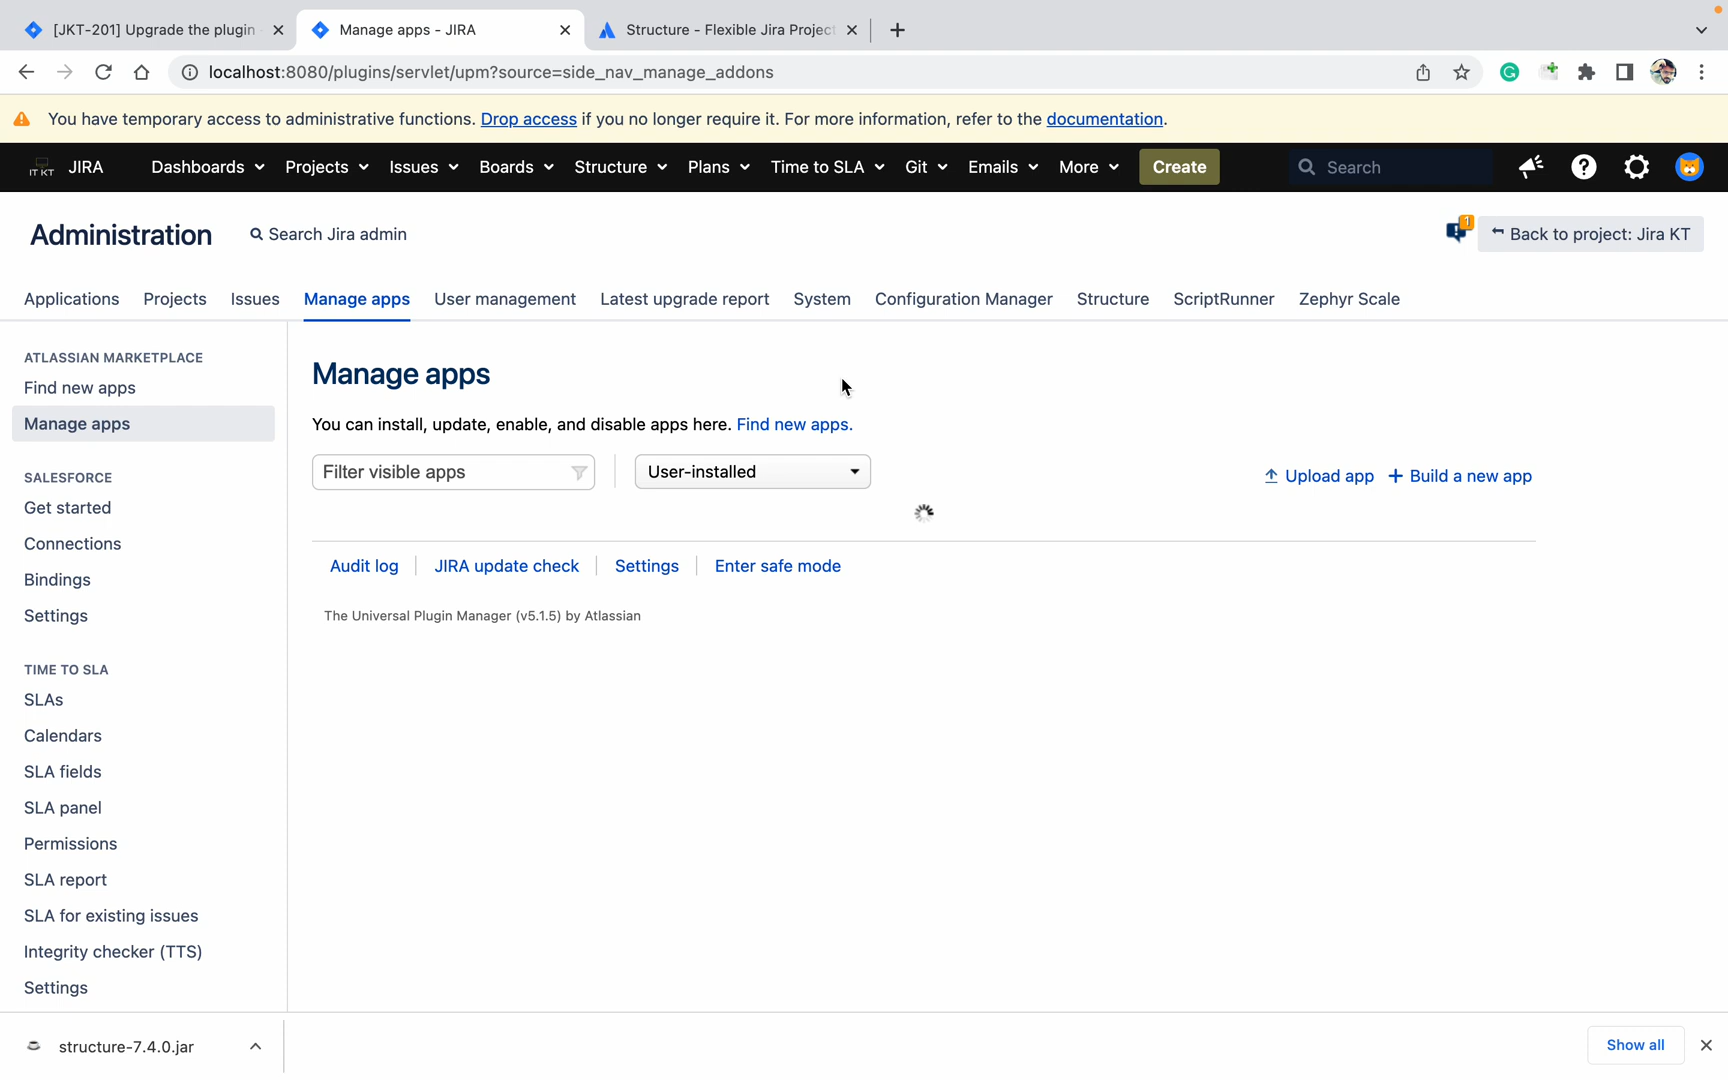 [JKT-201] Upgrade the plugin
Manage apps - JIRA
Structure - Flexible Jira Project
localhost:8080/plugins/servlet/upm?source=side_nav_manage_addons
You have temporary access to administrative functions. Drop access if you no longer require it. For more information, refer to the documentation.
IT KT JIRA Dashboards Projects Issues Boards Structure Plans Time to SLA Git Emails More Create Search
Administration Search Jira admin 1 Back to project: Jira KT
Applications Projects Issues Manage apps User management Latest upgrade report System Configuration Manager Structure ScriptRunner Zephyr Scale
ATLASSIAN MARKETPLACE
Find new apps
Manage apps
SALESFORCE
Get started
Connections
Bindings
Settings
TIME TO SLA
SLAs
Calendars
SLA fields
SLA panel
Permissions
SLA report
SLA for existing issues
Integrity checker (TTS)
Settings
Manage apps
You can install, update, enable, and disable apps here. Find new apps.
Filter visible apps User-installed Upload app + Build a new app
Audit log JIRA update check Settings Enter safe mode
The Universal Plugin Manager (v5.1.5) by Atlassian
structure-7.4.0.jar Show all